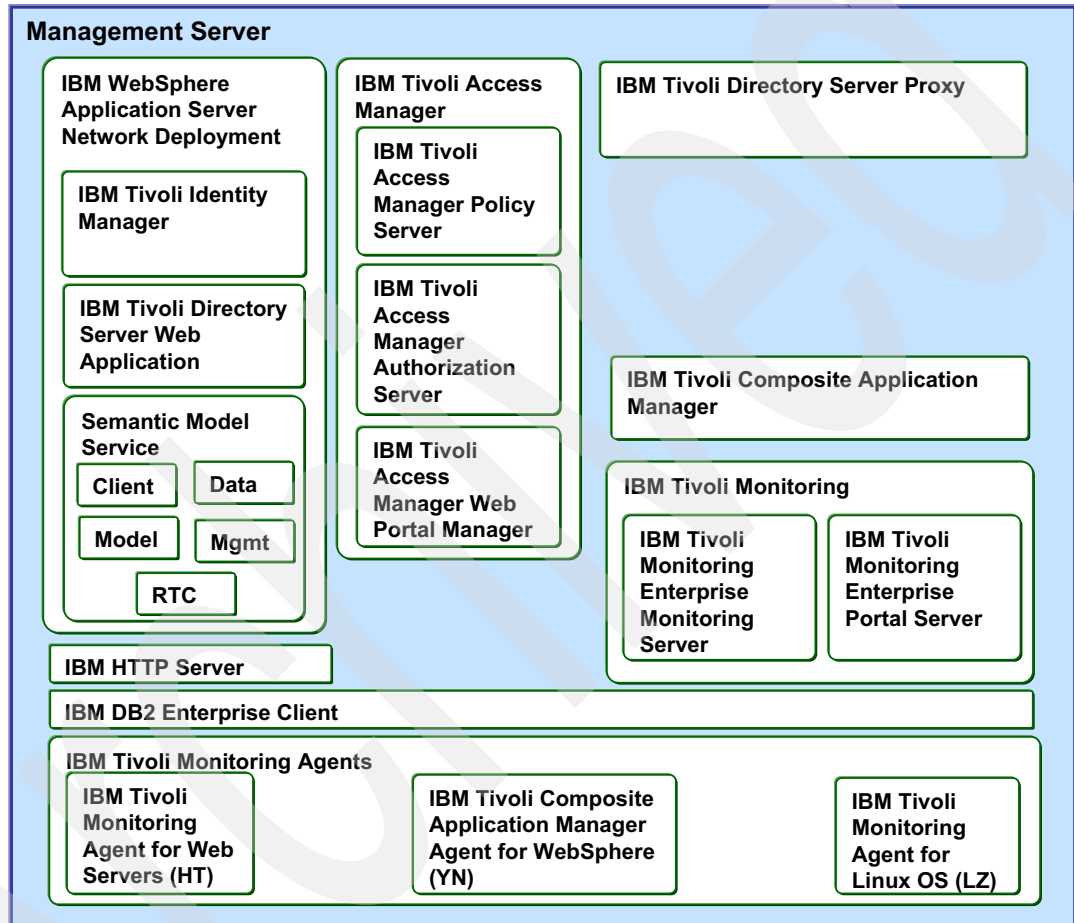 Management Server
IBM WebSphere
Application Server
Network Deployment
IBM Tivoli Identity
Manager
IBM Tivoli Directory
Server Web
Application
Semantic Model
Service
Client
Data
Model
Mgmt
RTC
IBM Tivoli Access
Manager
IBM Tivoli
Access
Manager Policy
Server
IBM Tivoli
Access
Manager
Authorization
Server
IBM Tivoli
Access
Manager Web
Portal Manager
IBM Tivoli Directory Server Proxy
IBM Tivoli Composite Application
Manager
IBM Tivoli Monitoring
IBM Tivoli
Monitoring
Enterprise
Monitoring
Server
IBM Tivoli
Monitoring
Enterprise
Portal Server
IBM HTTP Server
IBM DB2 Enterprise Client
IBM Tivoli Monitoring Agents
IBM Tivoli
Monitoring
Agent for Web
Servers (HT)
IBM Tivoli Composite
Application Manager
Agent for WebSphere
(YN)
IBM Tivoli
Monitoring
Agent for
Linux OS (LZ)